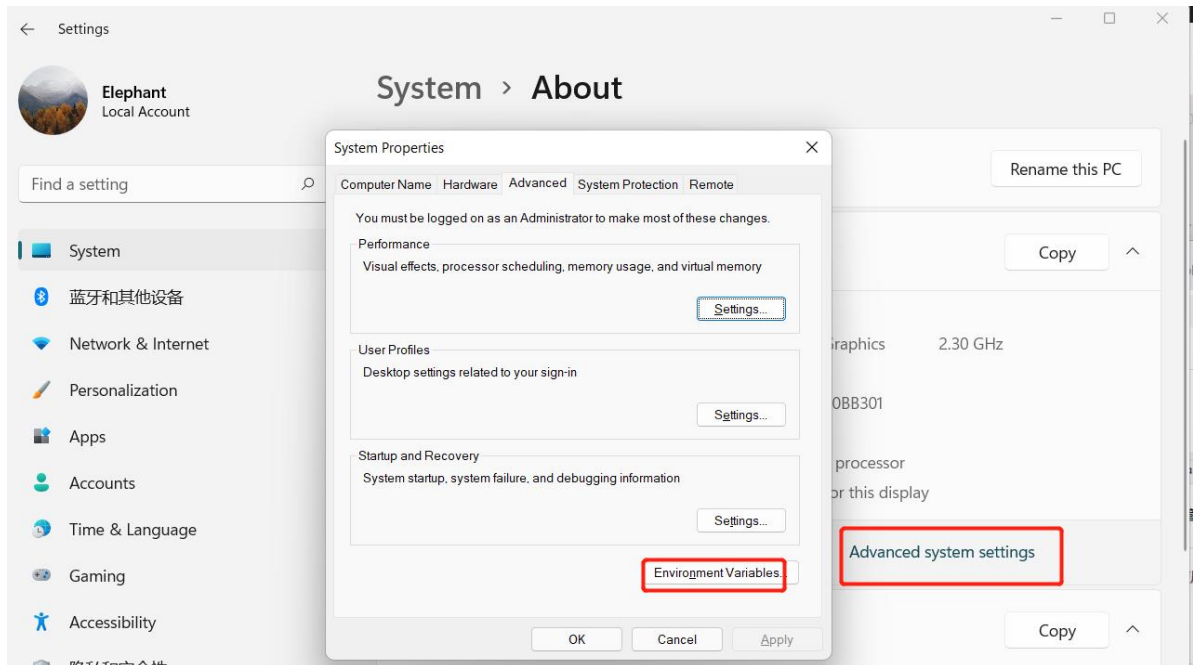 Settings
Elephant
Local Account
System > About
Find a setting
System
蓝牙和其他设备
Network & Internet
Personalization
Apps
Accounts
Time & Language
Gaming
Accessibility
System Properties
Computer Name Hardware Advanced System Protection Remote
You must be logged on as an Administrator to make most of these changes.
Performance
Visual effects, processor scheduling, memory usage, and virtual memory
Settings...
User Profiles
Desktop settings related to your sign-in
Settings...
Startup and Recovery
System startup, system failure, and debugging information
Settings...
Environment Variables...
OK Cancel Apply
Rename this PC
Copy
2.30 GHz
0BB301
processor
this display
Advanced system settings
Copy